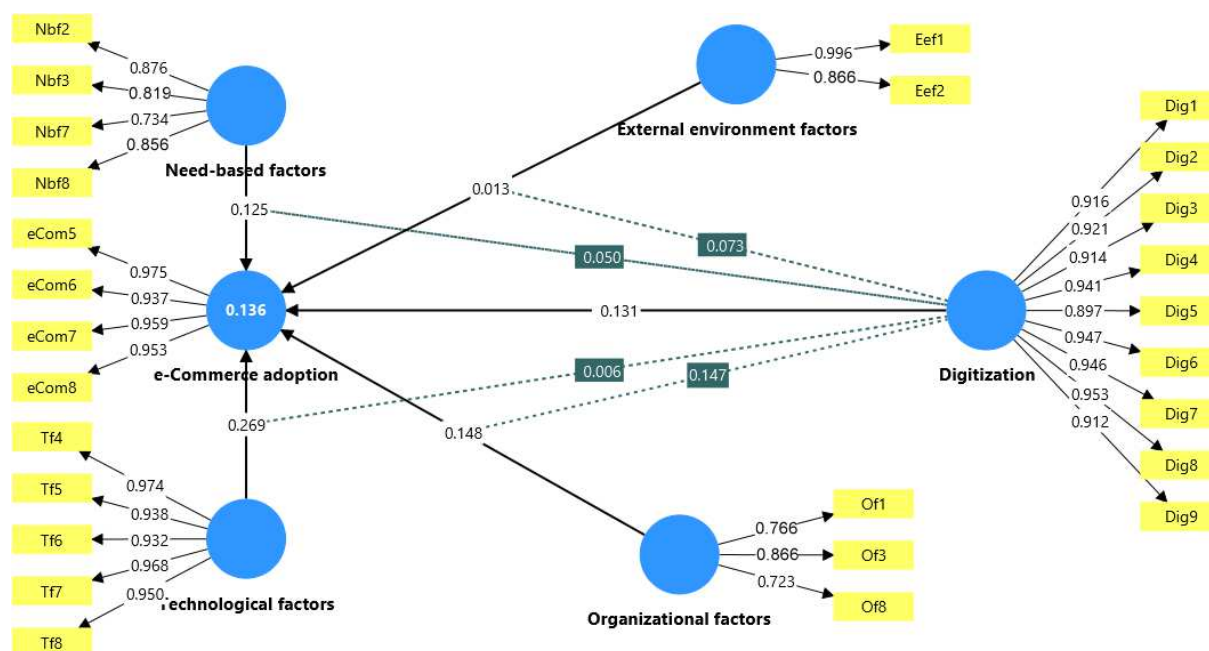 Nbf2
Nbf3
Nbf7
Nbf8
0.876
0.819
0.734
0.856
Need-based factors
Eef1
Eef2
0.996
0.866
External environment factors
0.125
0.013
0.050
0.073
eCom5
eCom6
eCom7
eCom8
0.975
0.937
0.959
0.953
0.136
e-Commerce adoption
0.131
0.006
0.147
Dig1
Dig2
Dig3
Dig4
Dig5
Dig6
Dig7
Dig8
Dig9
0.916
0.921
0.914
0.941
0.897
0.947
0.946
0.953
0.912
Digitization
0.269
0.148
Tf4
Tf5
Tf6
Tf7
Tf8
0.974
0.938
0.932
0.968
0.950
Technological factors
Of1
Of3
Of8
0.766
0.866
0.723
Organizational factors